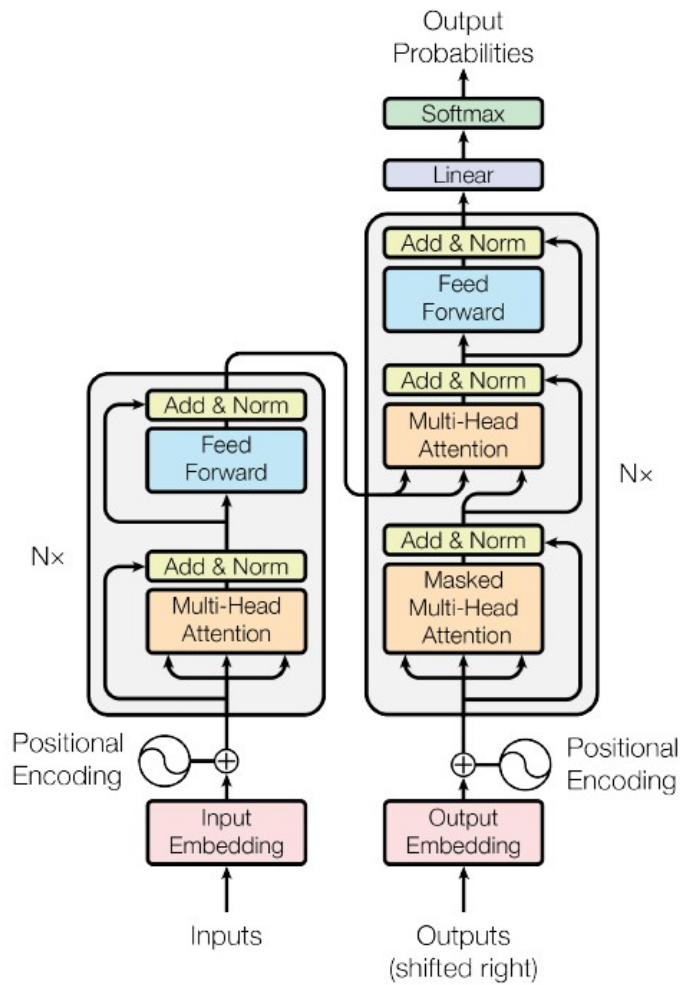 Output
Probabilities
Softmax
Linear
Add & Norm
Feed
Forward
Add & Norm
Multi-Head
Attention
Add & Norm
Masked
Multi-Head
Attention
N×
Add & Norm
Feed
Forward
Add & Norm
Multi-Head
Attention
N×
Positional
Encoding
Positional
Encoding
Input
Embedding
Output
Embedding
Inputs
Outputs
(shifted right)